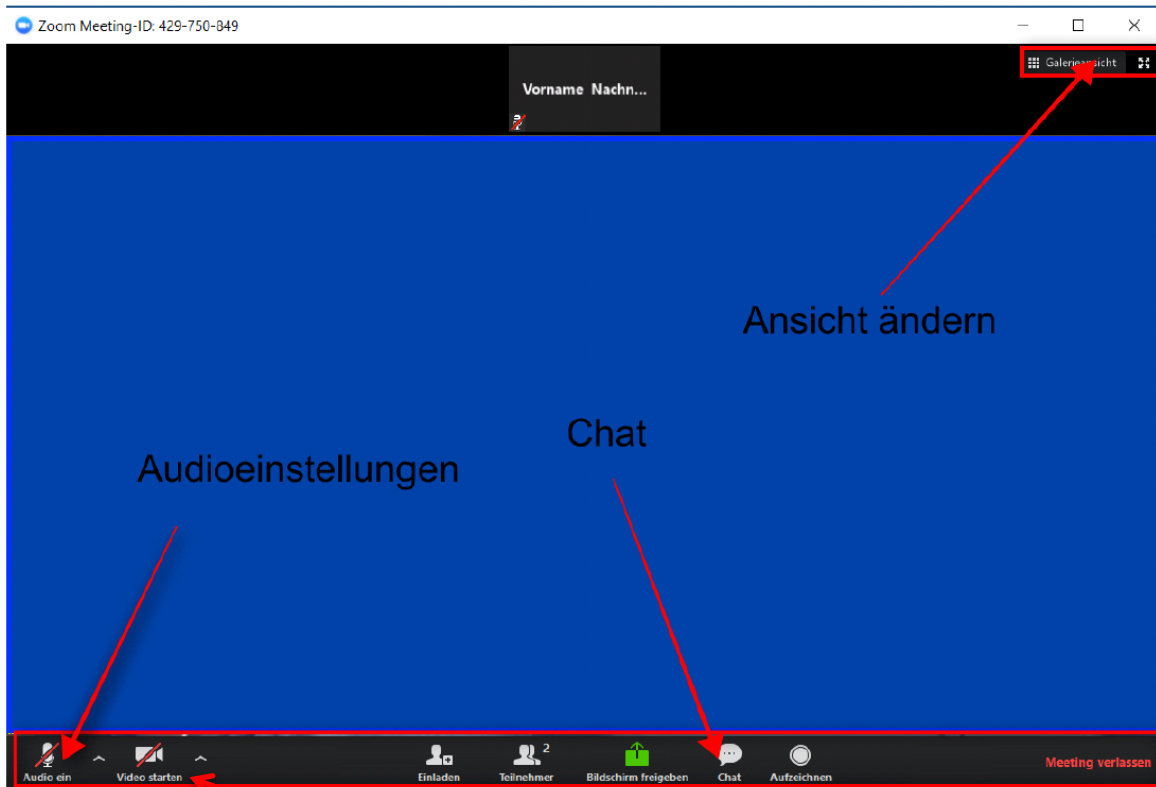 Zoom Meeting-ID: 429-750-849
Galerieansicht
Vorname Nachn...
Ansicht ändern
Chat
Audioeinstellungen
2
Audio ein
Video starten
Einladen
Teilnehmer
Bildschirm freigeben
Chat
Aufzeichnen
Meeting verlassen